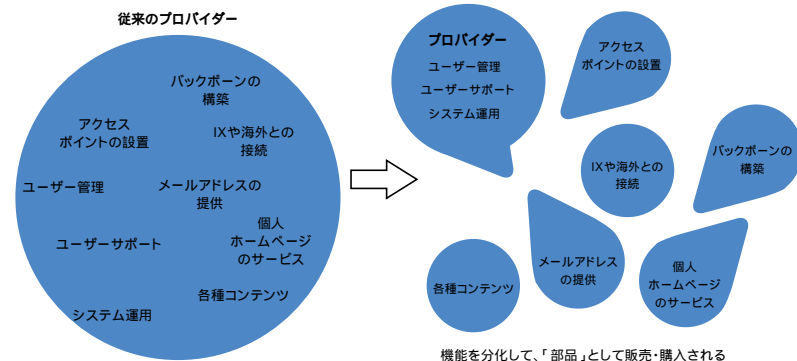 従来のプロバイダー
バックボーンの
構築
アクセス
ポイントの設置
IXや海外との
接続
ユーザー管理
メールアドレスの
提供
ユーザーサポート
個人
ホームページ
のサービス
各種コンテンツ
システム運用
プロバイダー
ユーザー管理
ユーザーサポート
システム運用
アクセス
ポイントの設置
IXや海外との
接続
バックボーンの
構築
メールアドレス
の提供
個人
ホームページ
のサービス
各種コンテンツ
機能を分化して、「部品」として販売・購入される